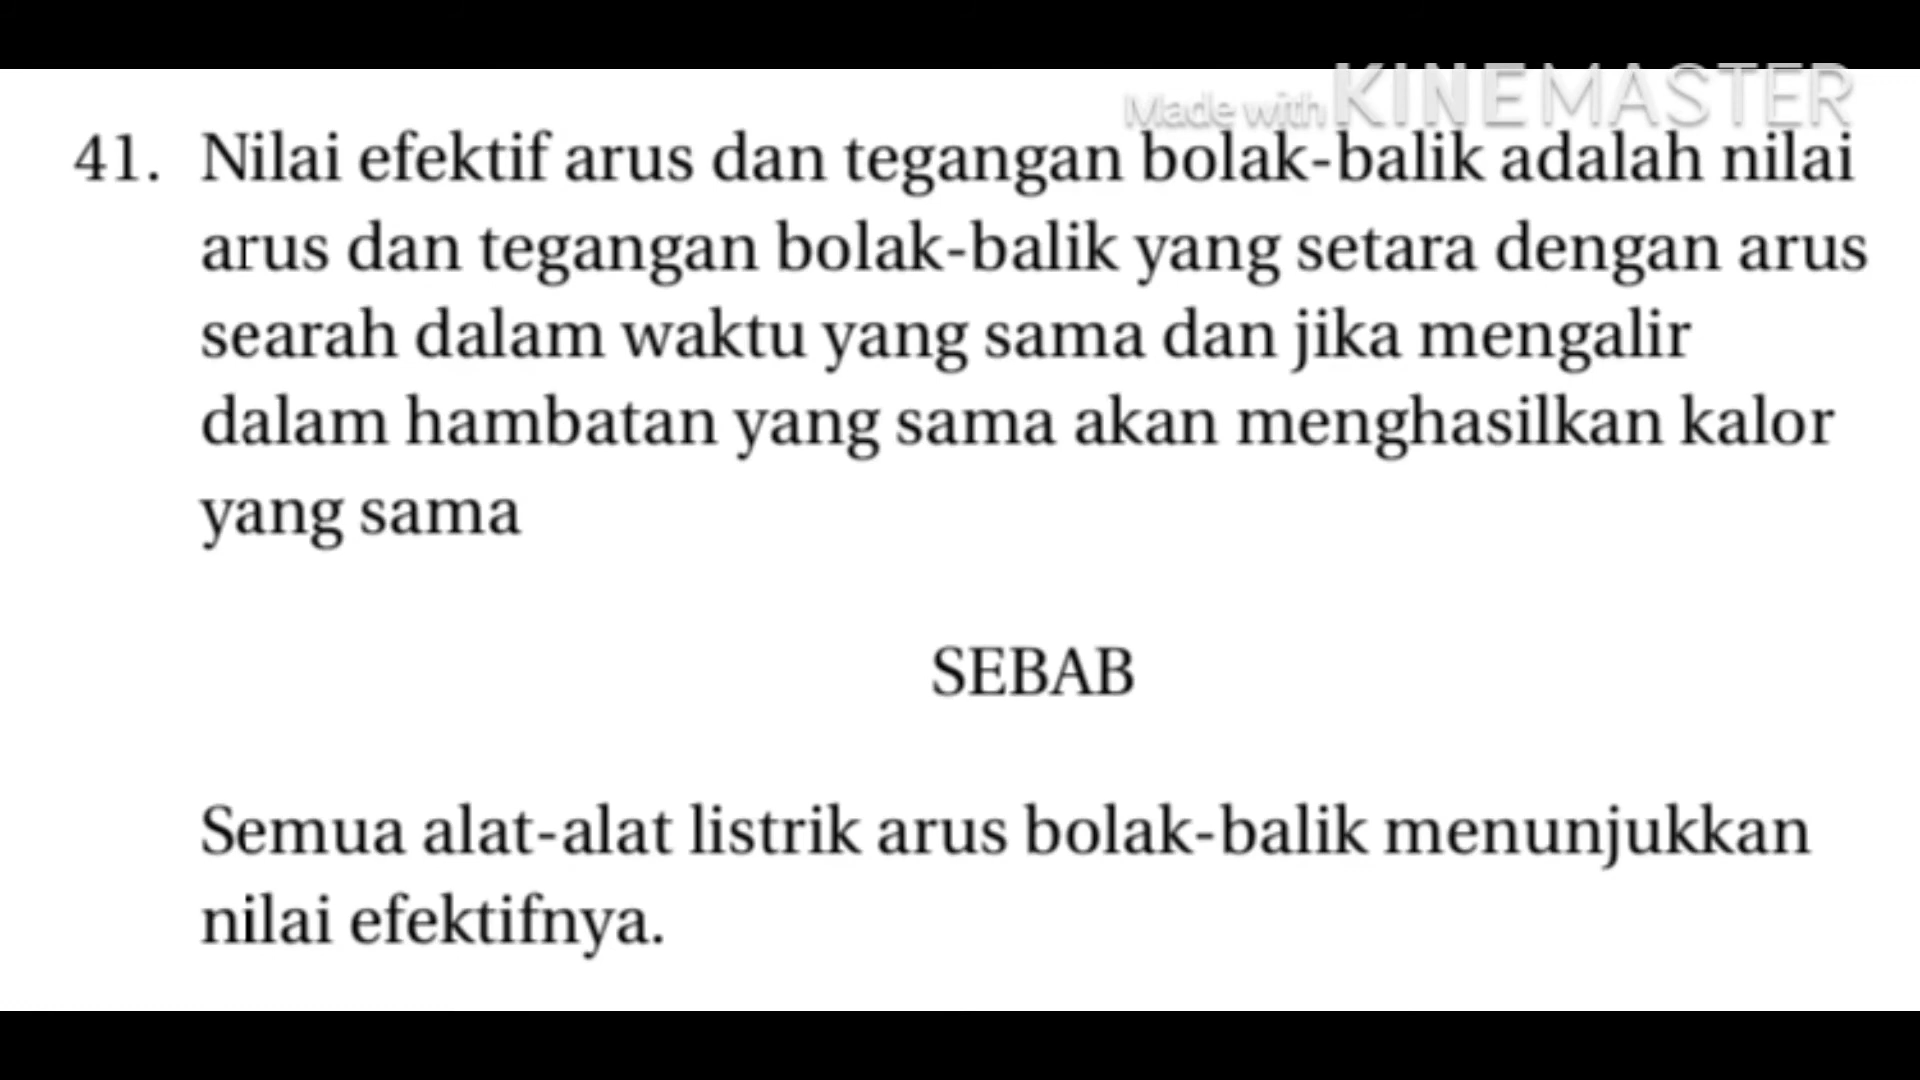 Made with KINEMASTER
41. Nilai efektif arus dan tegangan bolak-balik adalah nilai
arus dan tegangan bolak-balik yang setara dengan arus
searah dalam waktu yang sama dan jika mengalir
dalam hambatan yang sama akan menghasilkan kalor
yang sama
SEBAB
Semua alat-alat listrik arus bolak-balik menunjukkan
nilai efektifnya.